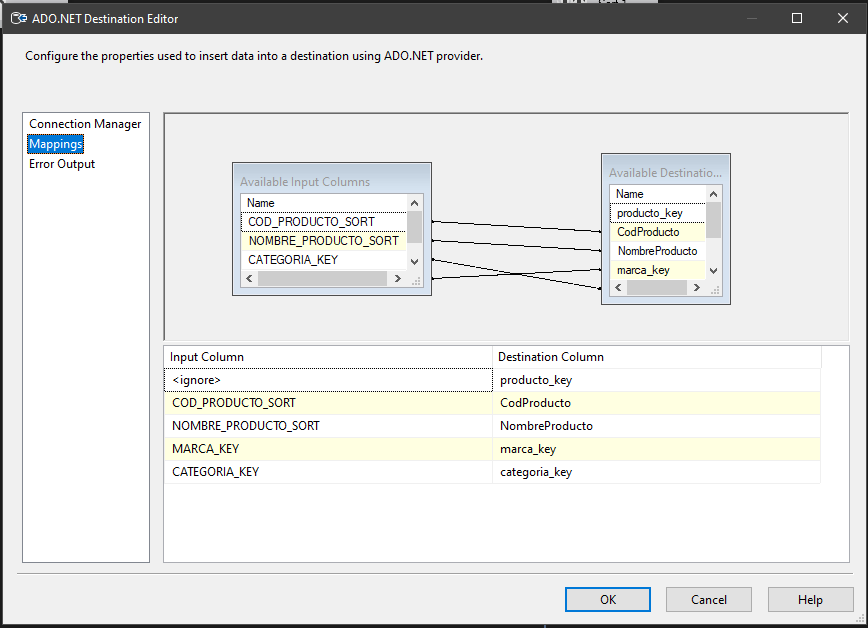 ADO.NET Destination Editor
Configure the properties used to insert data into a destination using ADO.NET provider.
Connection Manager
Mappings
Error Output
Available Input Columns
Name
COD_PRODUCTO_SORT
NOMBRE_PRODUCTO_SORT
CATEGORIA_KEY
Available Destinatio...
Name
producto_key
CodProducto
NombreProducto
marca_key
Input Column Destination Column
<ignore> producto_key
COD_PRODUCTO_SORT CodProducto
NOMBRE_PRODUCTO_SORT NombreProducto
MARCA_KEY marca_key
CATEGORIA_KEY categoria_key
OK Cancel Help